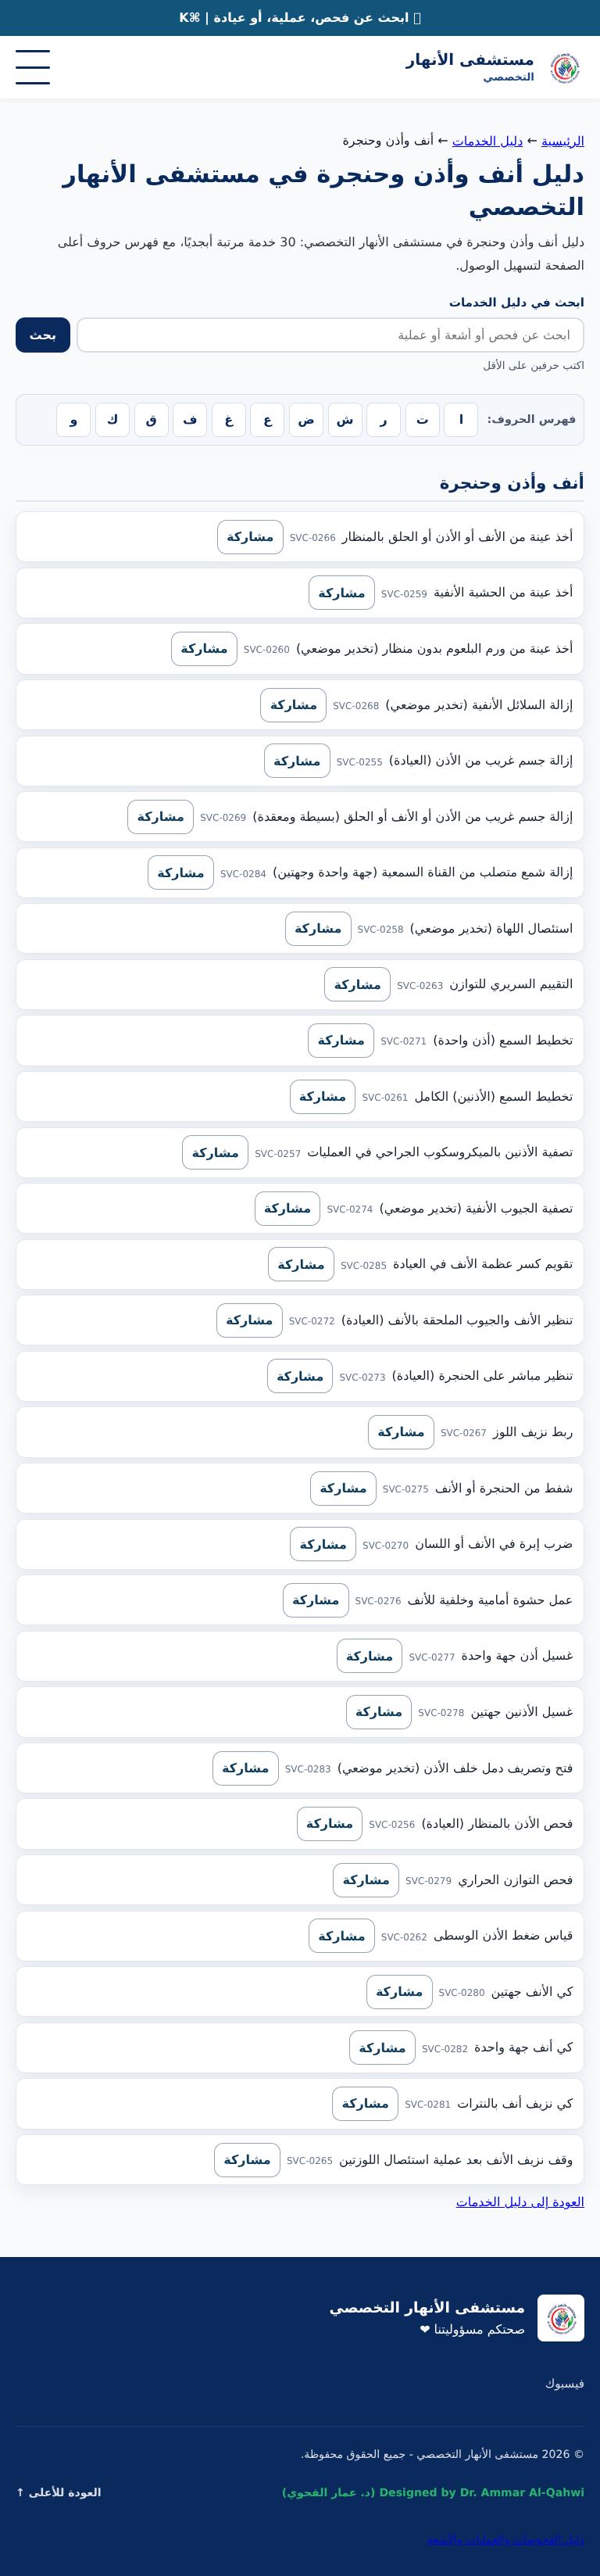 ابحث عن فحص، عملية، أو عيادة | ⌘K
مستشفى الأنهار
التخصصي
الرئيسية ← دليل الخدمات ← أنف وأذن وحنجرة
دليل أنف وأذن وحنجرة في مستشفى الأنهار
التخصصي
دليل أنف وأذن وحنجرة في مستشفى الأنهار التخصصي: 30 خدمة مرتبة أبجديًا، مع فهرس حروف أعلى
الصفحة لتسهيل الوصول.
ابحث في دليل الخدمات
ابحث عن فحص أو أشعة أو عملية
بحث
اكتب حرفين على الأقل
فهرس الحروف: ا ت ر ش ض ع غ ف ق ك و
أنف وأذن وحنجرة
أخذ عينة من الأنف أو الأذن أو الحلق بالمنظار SVC-0266 مشاركة
أخذ عينة من الحشية الأنفية SVC-0259 مشاركة
أخذ عينة من ورم البلعوم بدون منظار (تخدير موضعي) SVC-0260 مشاركة
إزالة السلائل الأنفية (تخدير موضعي) SVC-0268 مشاركة
إزالة جسم غريب من الأذن (العيادة) SVC-0255 مشاركة
إزالة جسم غريب من الأذن أو الأنف أو الحلق (بسيطة ومعقدة) SVC-0269 مشاركة
إزالة شمع متصلب من القناة السمعية (جهة واحدة وجهتين) SVC-0284 مشاركة
استئصال اللهاة (تخدير موضعي) SVC-0258 مشاركة
التقييم السريري للتوازن SVC-0263 مشاركة
تخطيط السمع (أذن واحدة) SVC-0271 مشاركة
تخطيط السمع (الأذنين) الكامل SVC-0261 مشاركة
تصفية الأذنين بالميكروسكوب الجراحي في العمليات SVC-0257 مشاركة
تصفية الجيوب الأنفية (تخدير موضعي) SVC-0274 مشاركة
تقويم كسر عظمة الأنف في العيادة SVC-0285 مشاركة
تنظير الأنف والجيوب الملحقة بالأنف (العيادة) SVC-0272 مشاركة
تنظير مباشر على الحنجرة (العيادة) SVC-0273 مشاركة
ربط نزيف اللوز SVC-0267 مشاركة
شفط من الحنجرة أو الأنف SVC-0275 مشاركة
ضرب إبرة في الأنف أو اللسان SVC-0270 مشاركة
عمل حشوة أمامية وخلفية للأنف SVC-0276 مشاركة
غسيل أذن جهة واحدة SVC-0277 مشاركة
غسيل الأذنين جهتين SVC-0278 مشاركة
فتح وتصريف دمل خلف الأذن (تخدير موضعي) SVC-0283 مشاركة
فحص الأذن بالمنظار (العيادة) SVC-0256 مشاركة
فحص التوازن الحراري SVC-0279 مشاركة
قياس ضغط الأذن الوسطى SVC-0262 مشاركة
كي الأنف جهتين SVC-0280 مشاركة
كي أنف جهة واحدة SVC-0282 مشاركة
كي نزيف أنف بالنترات SVC-0281 مشاركة
وقف نزيف الأنف بعد عملية استئصال اللوزتين SVC-0265 مشاركة
العودة إلى دليل الخدمات
مستشفى الأنهار التخصصي
صحتكم مسؤوليتنا ❤
فيسبوك
© 2026 مستشفى الأنهار التخصصي - جميع الحقوق محفوظة.
Designed by Dr. Ammar Al-Qahwi (د. عمار القحوي)
العودة للأعلى ↑